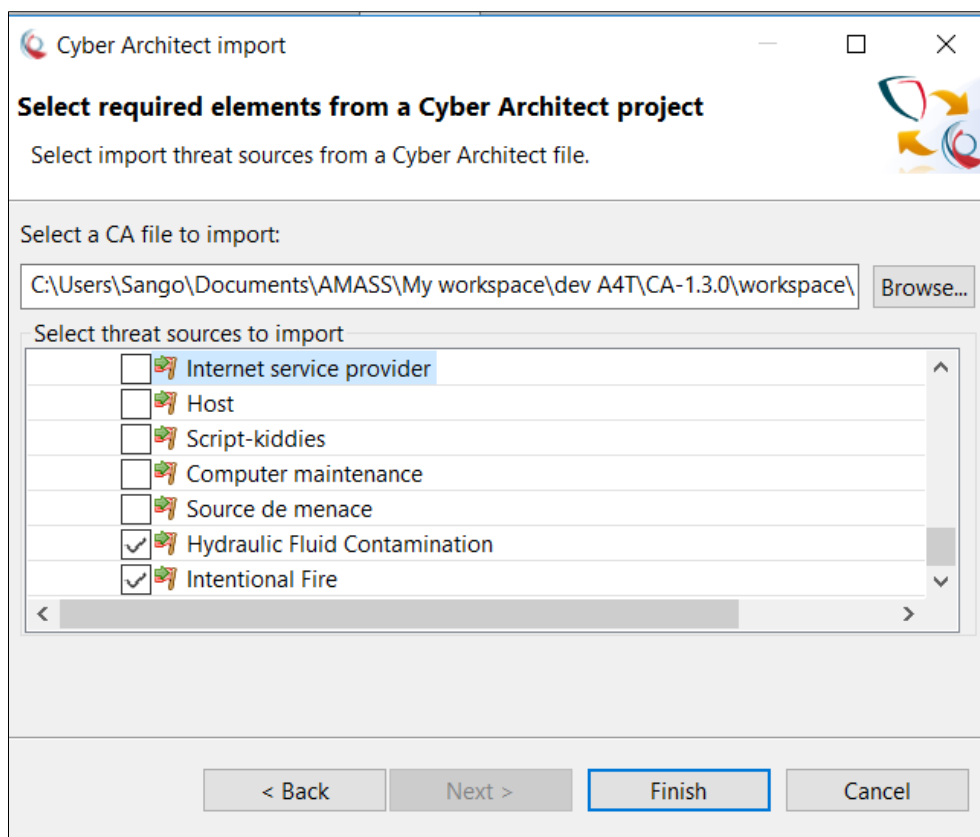 Cyber Architect import
Select required elements from a Cyber Architect project
Select import threat sources from a Cyber Architect file.
Select a CA file to import:
C:\Users\Sango\Documents\AMASS\My workspace\dev A4T\CA-1.3.0\workspace\
Browse...
Select threat sources to import
Internet service provider
Host
Script-kiddies
Computer maintenance
Source de menace
Hydraulic Fluid Contamination
Intentional Fire
< Back Next > Finish Cancel